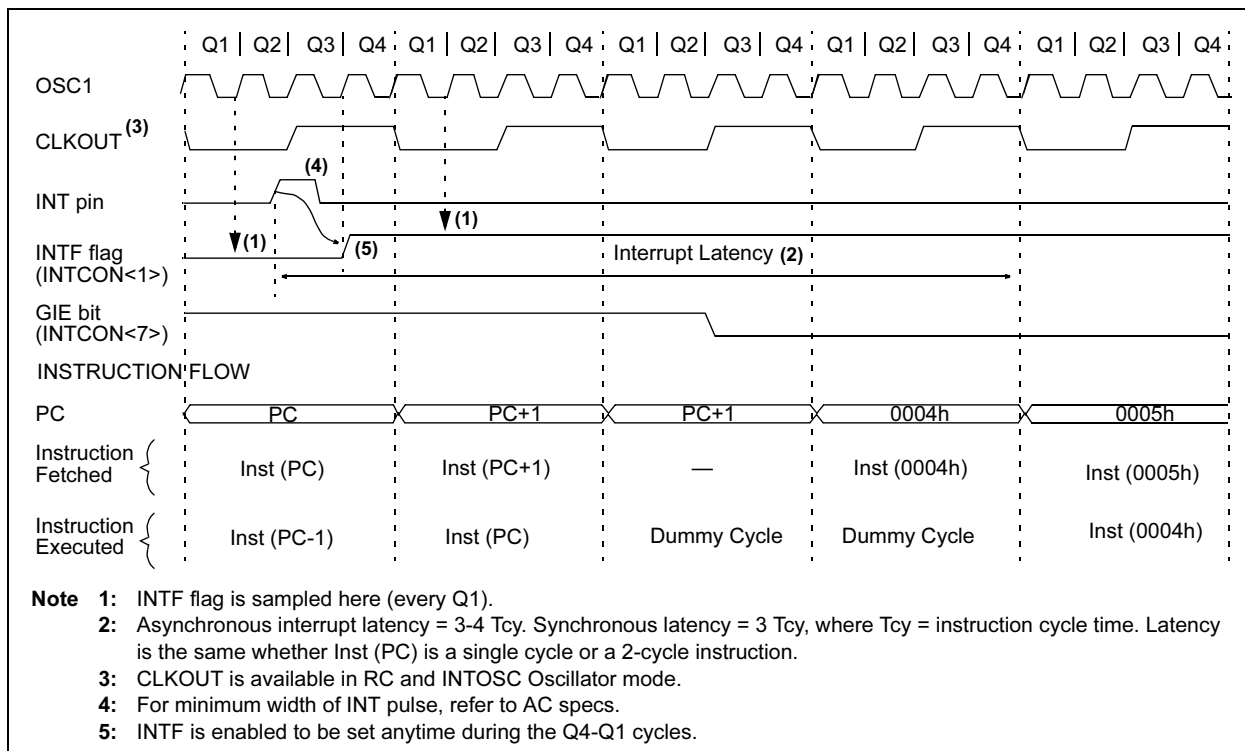 Q1 | Q2 | Q3 | Q4 Q1 | Q2 | Q3 | Q4 Q1 | Q2 | Q3 | Q4 Q1 | Q2 | Q3 | Q4 Q1 | Q2 | Q3 | Q4
OSC1
CLKOUT (3)
(4)
INT pin
(1)
(1)
(5)
INTF flag
(INTCON<1>)
Interrupt Latency (2)
GIE bit
(INTCON<7>)
INSTRUCTION FLOW
PC PC PC+1 PC+1 0004h 0005h
Instruction
Fetched
Inst (PC) Inst (PC+1) — Inst (0004h) Inst (0005h)
Instruction
Executed
Inst (PC-1) Inst (PC) Dummy Cycle Dummy Cycle Inst (0004h)
Note 1: INTF flag is sampled here (every Q1).
2: Asynchronous interrupt latency = 3-4 Tcy. Synchronous latency = 3 Tcy, where Tcy = instruction cycle time. Latency
is the same whether Inst (PC) is a single cycle or a 2-cycle instruction.
3: CLKOUT is available in RC and INTOSC Oscillator mode.
4: For minimum width of INT pulse, refer to AC specs.
5: INTF is enabled to be set anytime during the Q4-Q1 cycles.